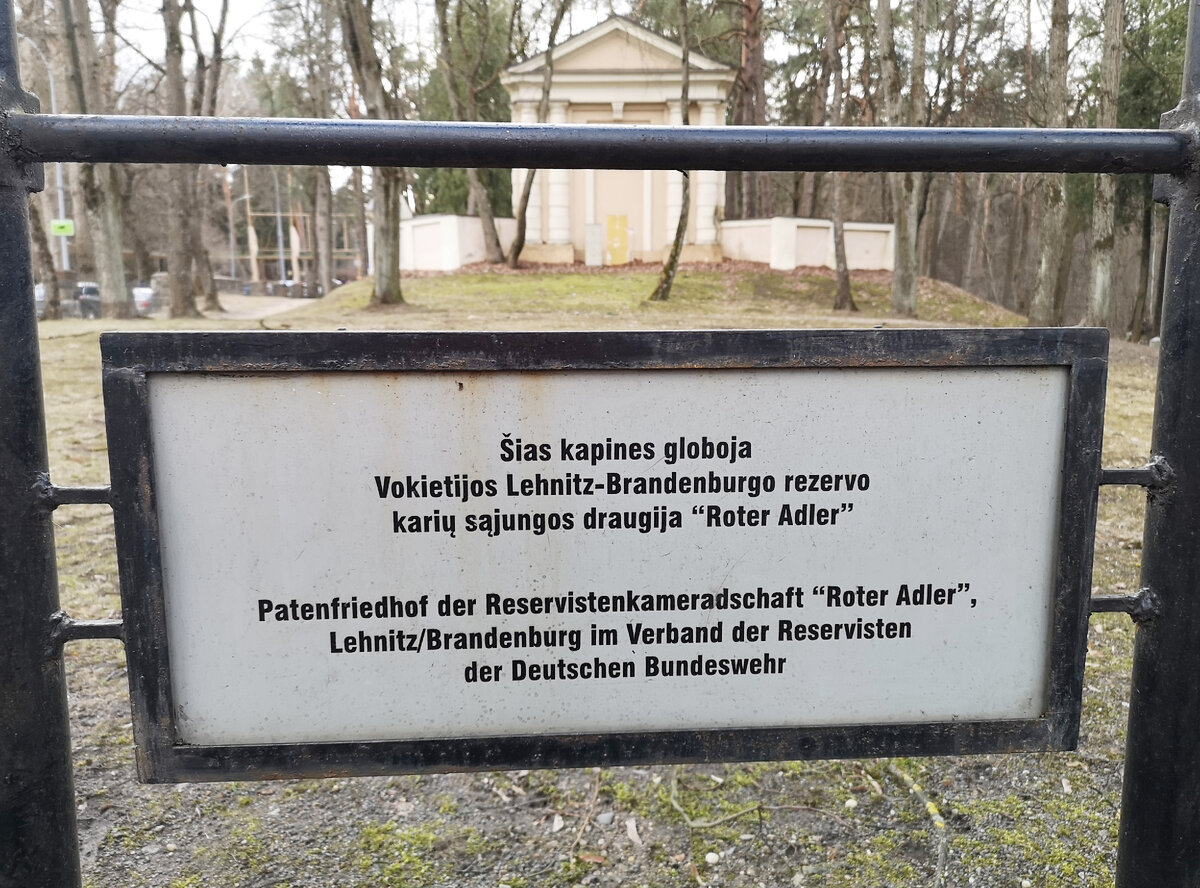 Šias kapines globoja
Vokietijos Lehnitz-Brandenburgo rezervo
karių sąjungos draugija “Roter Adler”
Patenfriedhof der Reservistenkameradschaft “Roter Adler”,
Lehnitz/Brandenburg im Verband der Reservisten
der Deutschen Bundeswehr